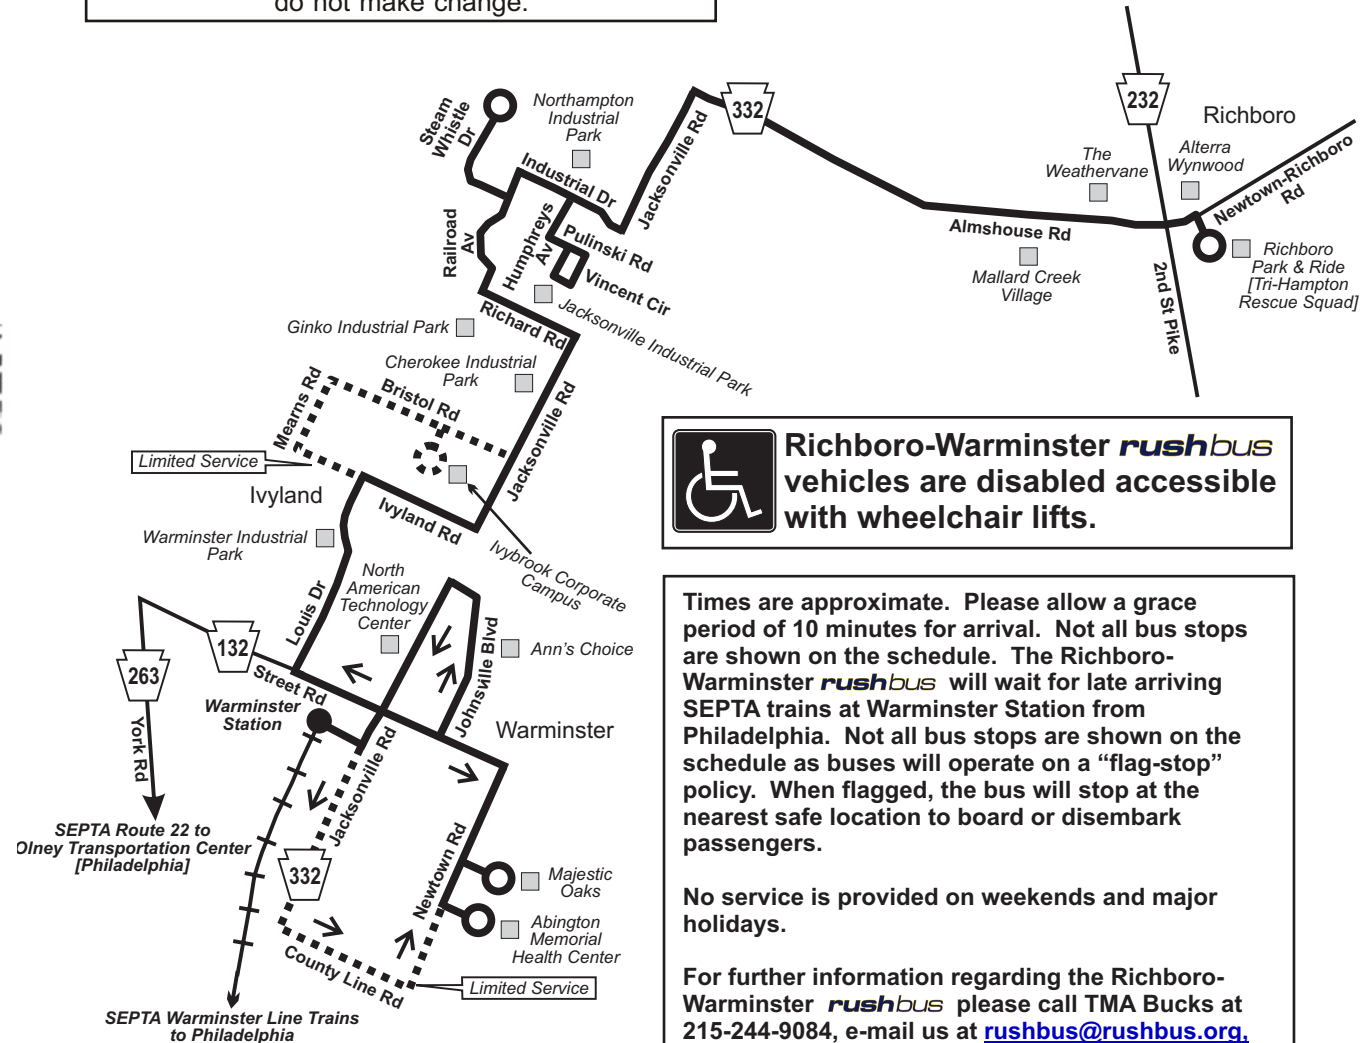 do not make change.
Steam
Whistle
Dr
Northampton
Industrial
Park
Industrial Dr
Jacksonville Rd
332
232
Richboro
The
Weathervane
Alterra
Wynwood
Newtown-Richboro
Rd
Almshouse Rd
Mallard Creek
Village
2nd St Pike
Richboro
Park & Ride
[Tri-Hampton
Rescue Squad]
Railroad
Av
Humphreys
Av
Pulinski Rd
Vincent Cir
Jacksonville Industrial Park
Richard Rd
Ginko Industrial Park
Cherokee Industrial
Park
Mearns Rd
Bristol Rd
Jacksonville Rd
Limited Service
Ivyland
Ivyland Rd
Ivybrook Corporate
Campus
Warminster Industrial
Park
Louis Dr
North
American
Technology
Center
Johnsville Blvd
Ann's Choice
132
263
Street Rd
Warminster
Station
Warminster
York Rd
Jacksonville Rd
SEPTA Route 22 to
Olney Transportation Center
[Philadelphia]
332
Newtown Rd
Majestic
Oaks
Abington
Memorial
Health Center
County Line Rd
Limited Service
SEPTA Warminster Line Trains
to Philadelphia
Richboro-Warminster rushbus
vehicles are disabled accessible
with wheelchair lifts.
Times are approximate.  Please allow a grace
period of 10 minutes for arrival.  Not all bus stops
are shown on the schedule.  The Richboro-
Warminster rushbus will wait for late arriving
SEPTA trains at Warminster Station from
Philadelphia.  Not all bus stops are shown on the
schedule as buses will operate on a “flag-stop”
policy.  When flagged, the bus will stop at the
nearest safe location to board or disembark
passengers.
No service is provided on weekends and major
holidays.
For further information regarding the Richboro-
Warminster rushbus please call TMA Bucks at
215-244-9084, e-mail us at rushbus@rushbus.org,